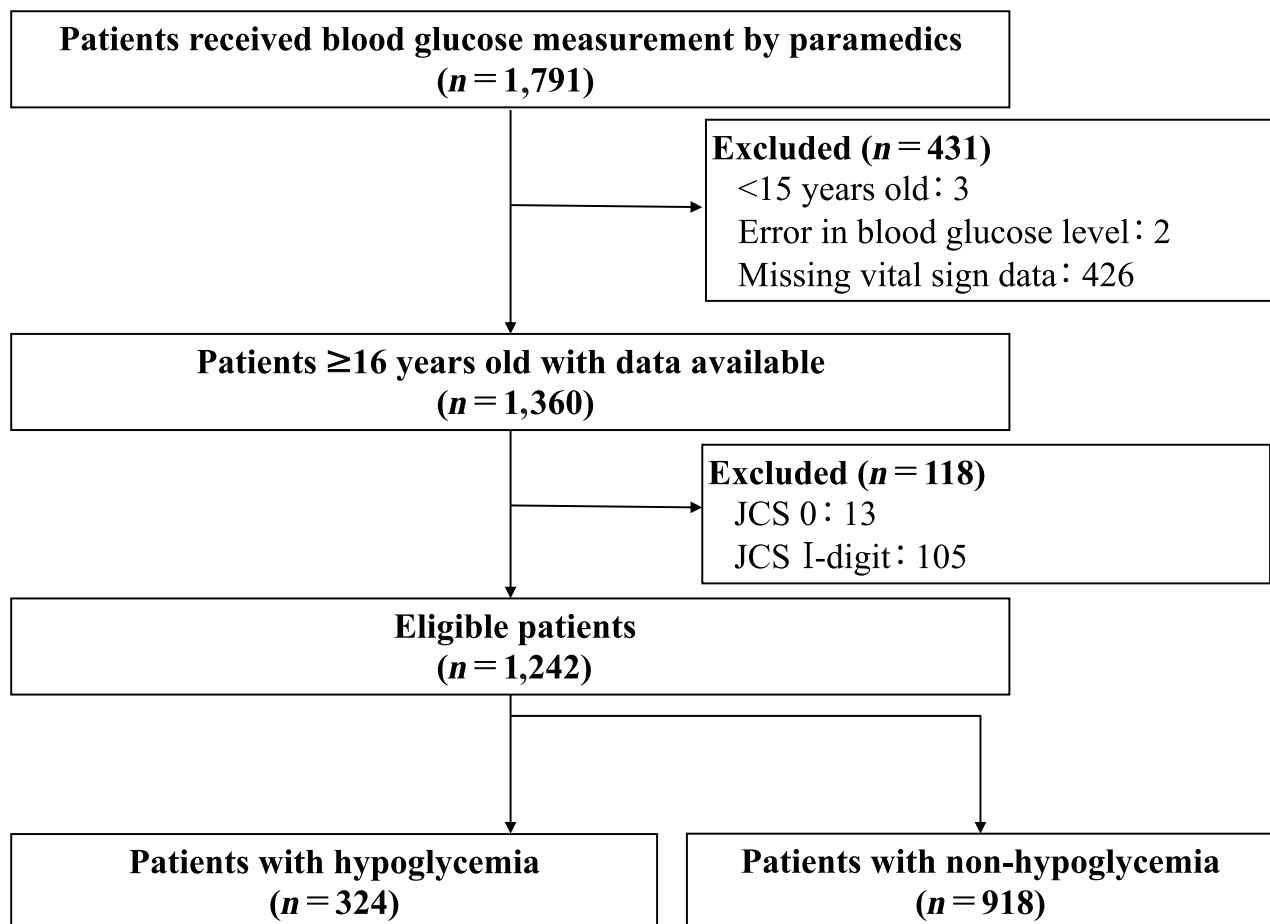 Patients received blood glucose measurement by paramedics
(n＝1,791)
Excluded (n＝431)
<15 years old：3
Error in blood glucose level：2
Missing vital sign data：426
Patients ≧16 years old with data available
(n＝1,360)
Excluded (n＝118)
JCS 0：13
JCS Ⅰ-digit：105
Eligible patients
(n＝1,242)
Patients with hypoglycemia
(n＝324)
Patients with non-hypoglycemia
(n＝918)